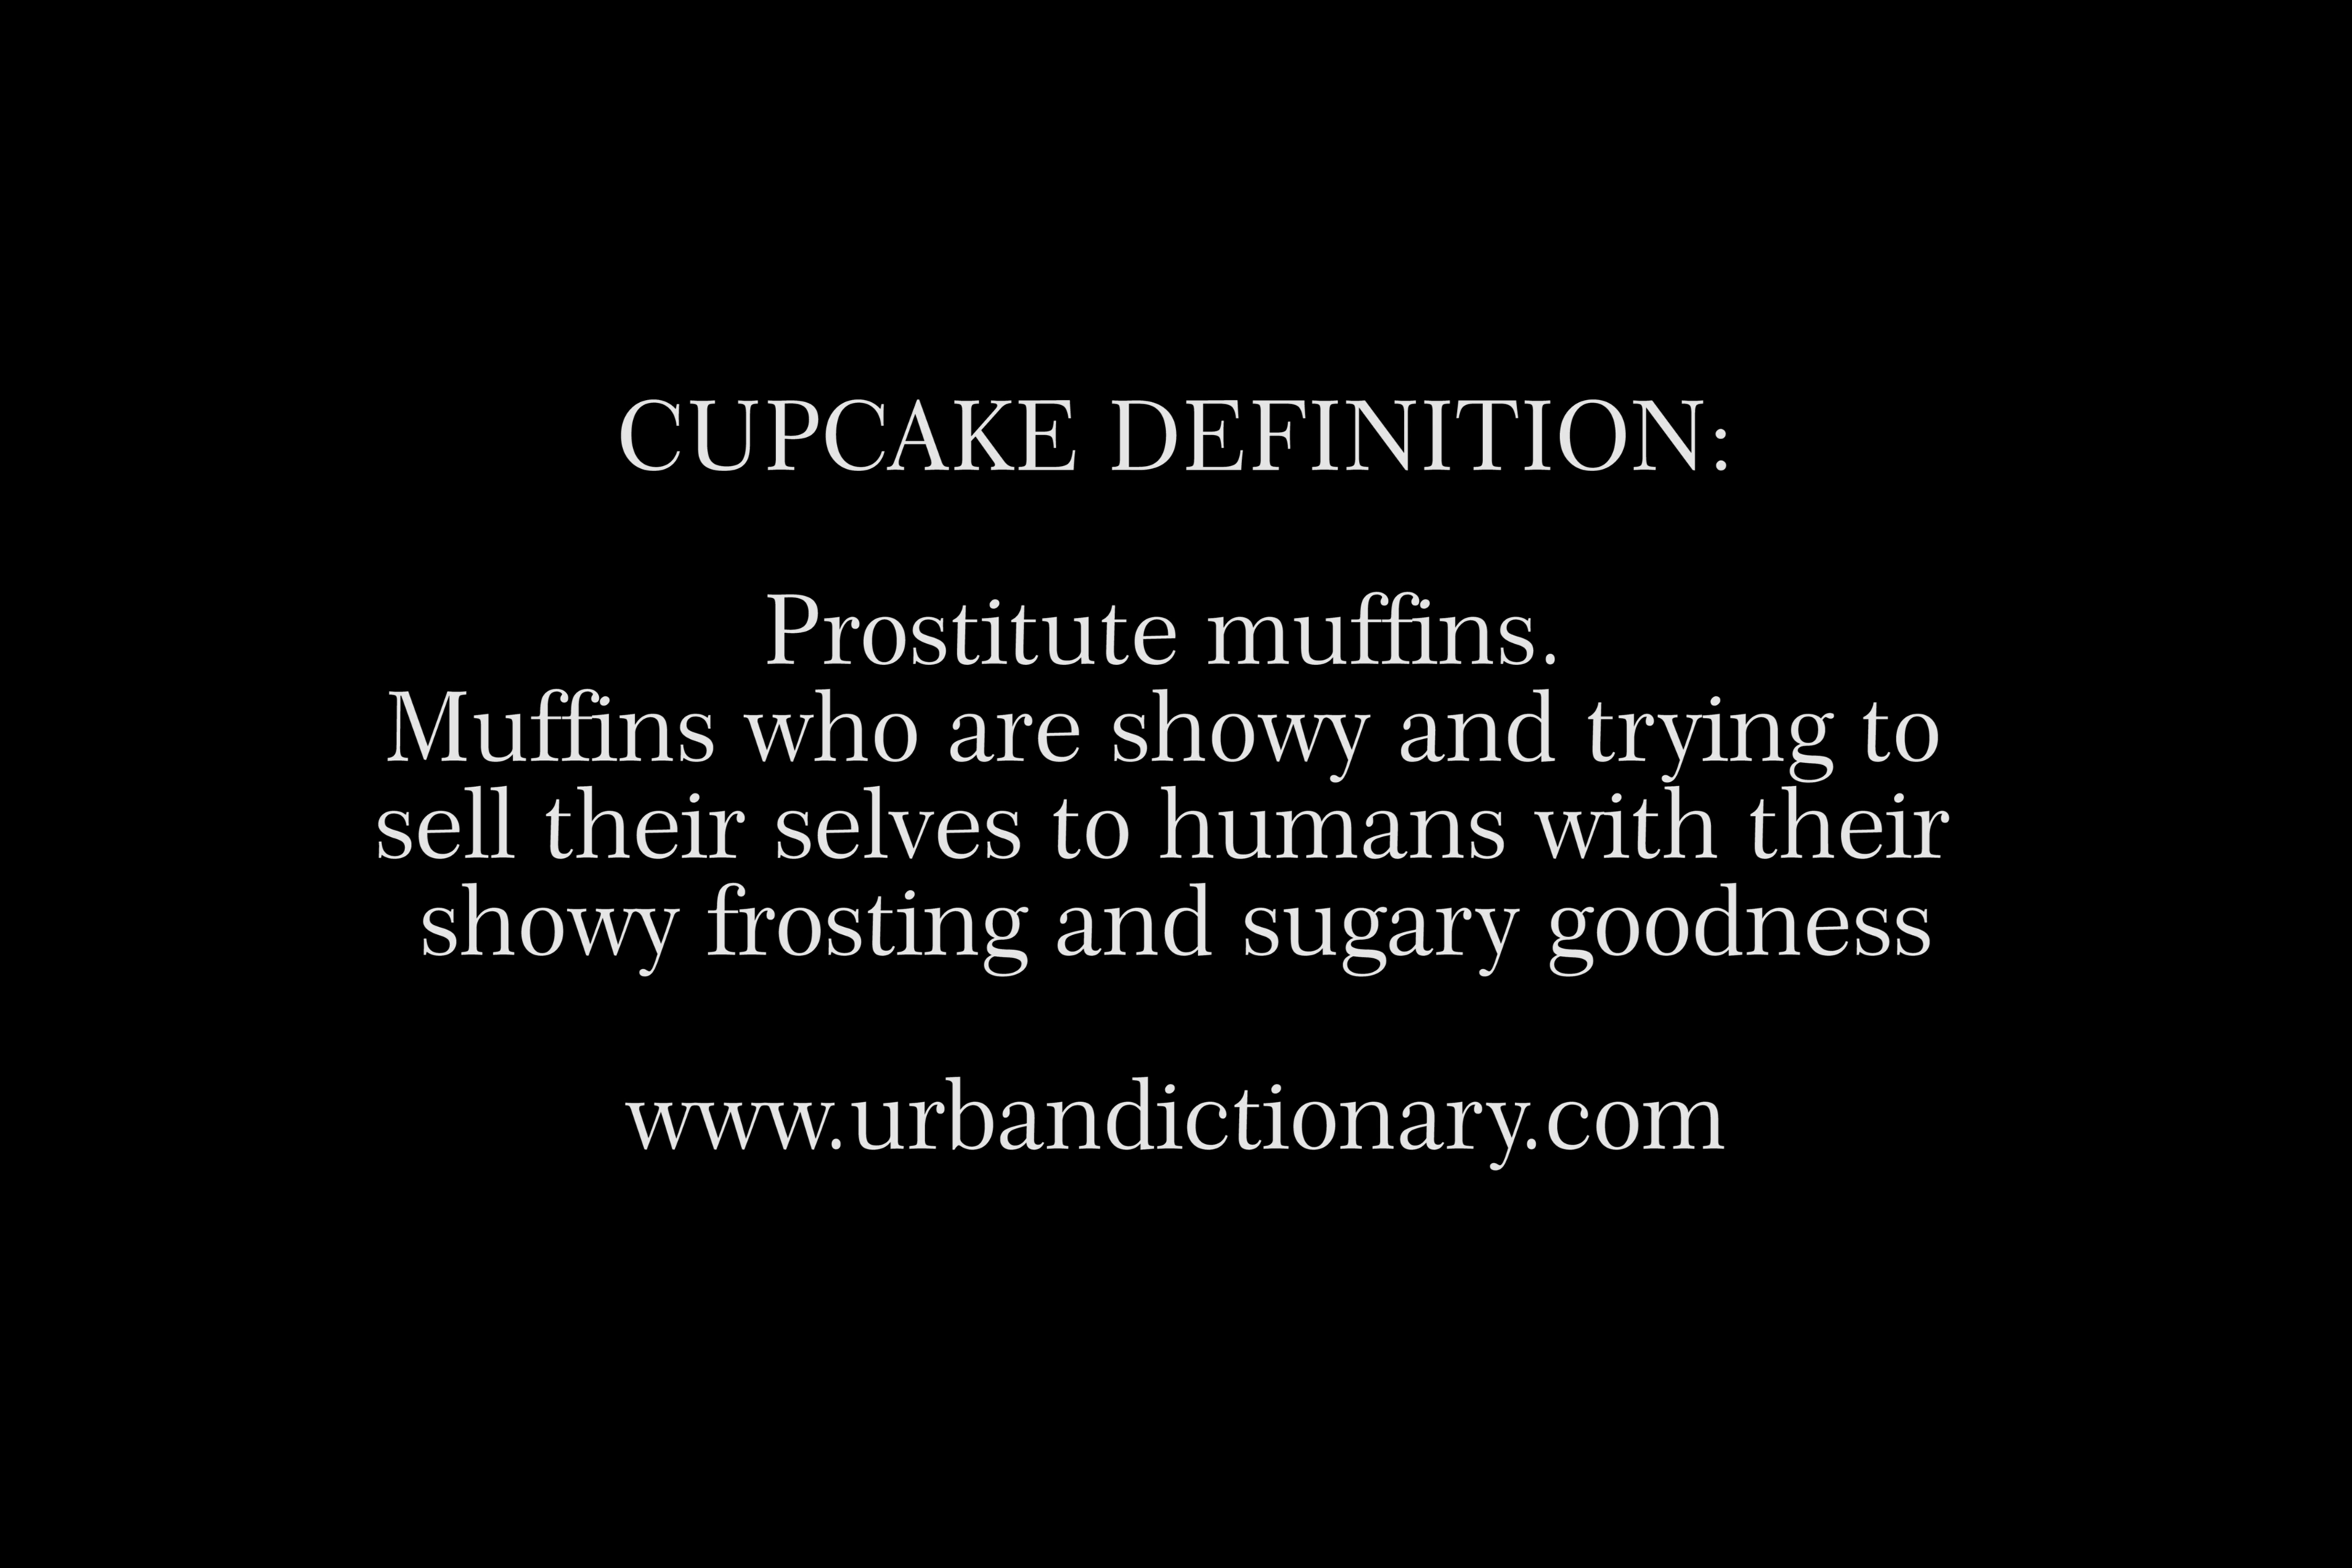 CUPCAKE DEFINITION:
Prostitute muffins.
Muffins who are showy and trying to
sell their selves to humans with their
showy frosting and sugary goodness
www.urbandictionary.com